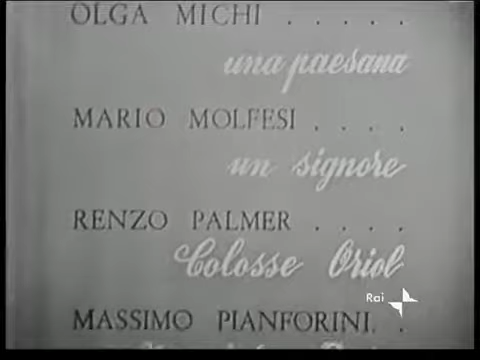 OLGA MICHI . . . . .
una paesana
MARIO MOLFESI . . . .
un signore
RENZO PALMER . . . .
Colosse Oriol
Rai
MASSIMO PIANFORINI. .